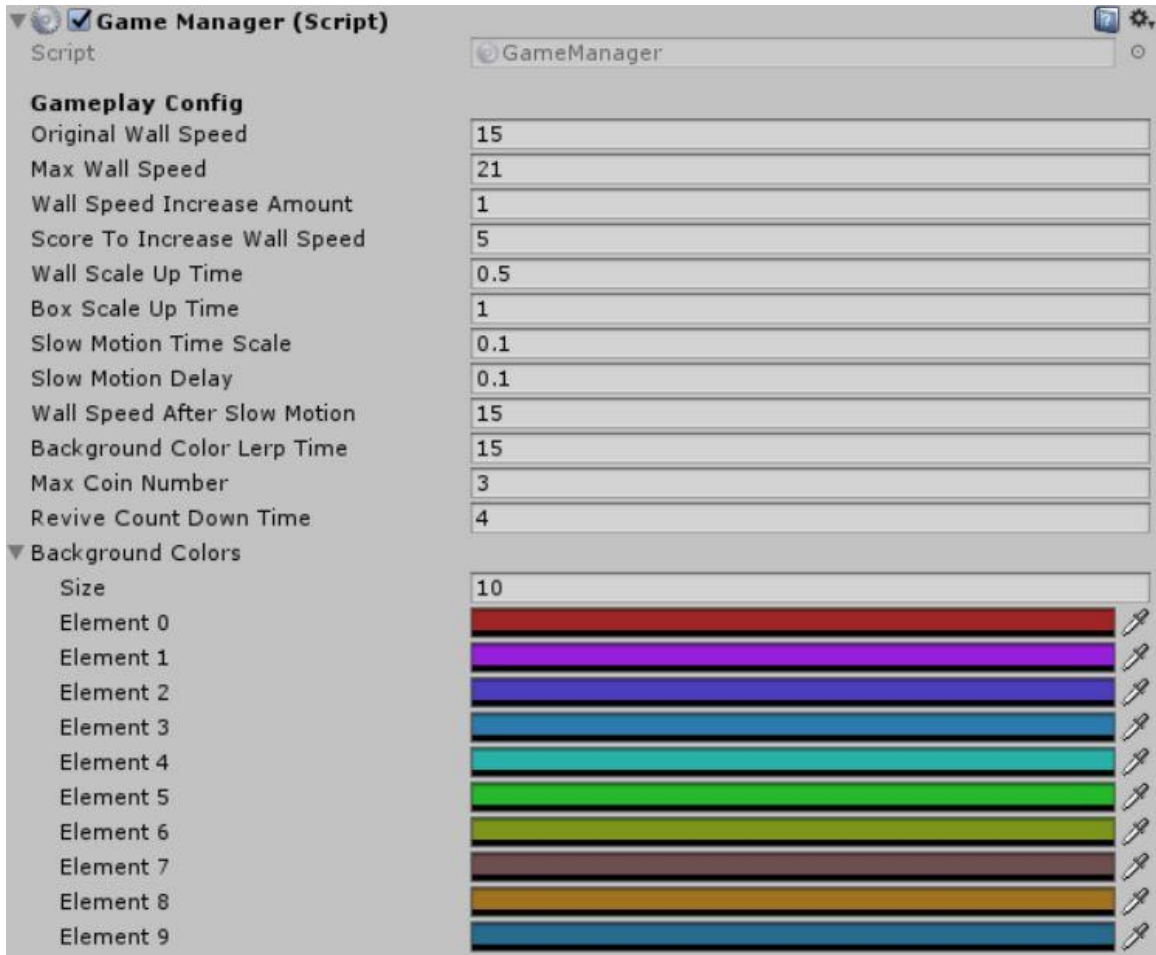 Game Manager (Script)
Script GameManager
Gameplay Config
Original Wall Speed 15
Max Wall Speed 21
Wall Speed Increase Amount 1
Score To Increase Wall Speed 5
Wall Scale Up Time 0.5
Box Scale Up Time 1
Slow Motion Time Scale 0.1
Slow Motion Delay 0.1
Wall Speed After Slow Motion 15
Background Color Lerp Time 15
Max Coin Number 3
Revive Count Down Time 4
Background Colors
Size 10
Element 0
Element 1
Element 2
Element 3
Element 4
Element 5
Element 6
Element 7
Element 8
Element 9